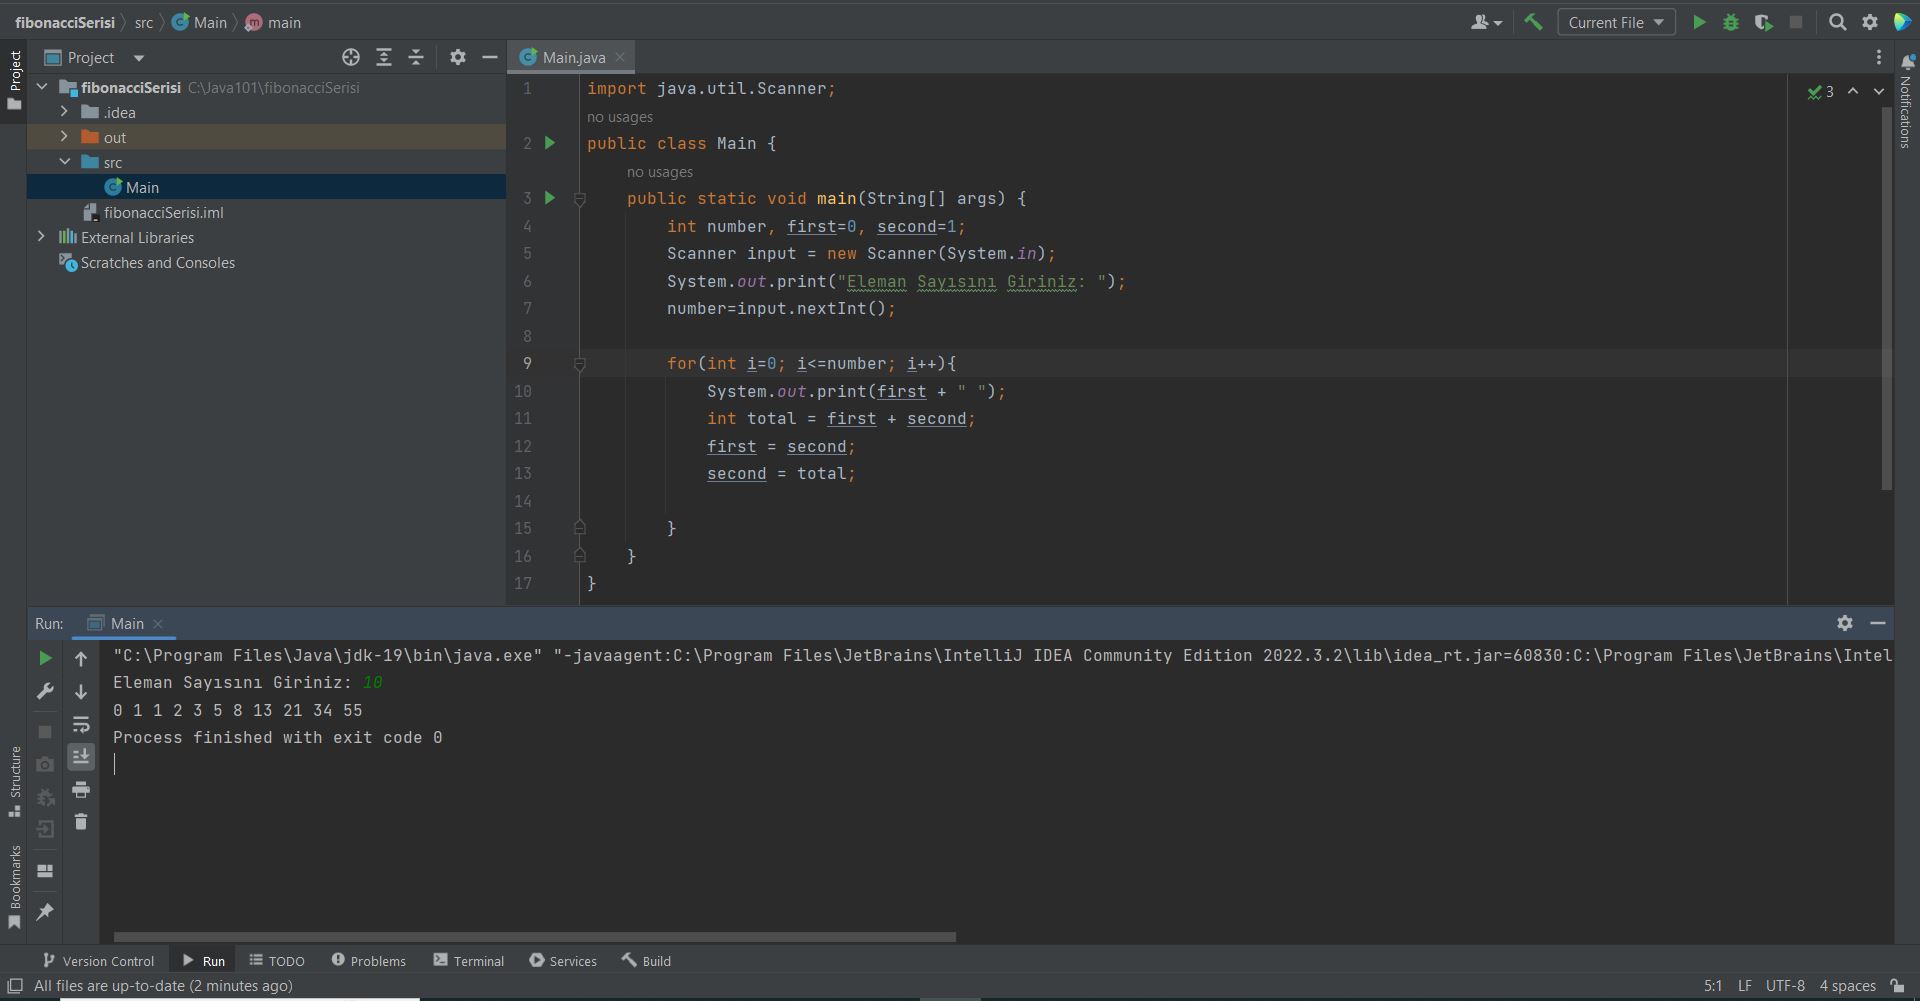 fibonacciSerisi src Main main
Current File
Project
Project
fibonacciSerisi C:\Java101\fibonacciSerisi
.idea
out
src
Main
fibonacciSerisi.iml
External Libraries
Scratches and Consoles
Main.java
3
Notifications
1 import java.util.Scanner;
no usages
2 public class Main {
no usages
3 public static void main(String[] args) {
4 int number, first=0, second=1;
5 Scanner input = new Scanner(System.in);
6 System.out.print("Eleman Sayısını Giriniz: ");
7 number=input.nextInt();
8
9 for(int i=0; i<=number; i++){
10 System.out.print(first + " ");
11 int total = first + second;
12 first = second;
13 second = total;
14
15 }
16 }
17 }
Run: Main
"C:\Program Files\Java\jdk-19\bin\java.exe" "-javaagent:C:\Program Files\JetBrains\IntelliJ IDEA Community Edition 2022.3.2\lib\idea_rt.jar=60830:C:\Program Files\JetBrains\Intel
Eleman Sayısını Giriniz: 10
0 1 1 2 3 5 8 13 21 34 55
Process finished with exit code 0
Structure
Bookmarks
Version Control Run TODO Problems Terminal Services Build
All files are up-to-date (2 minutes ago)
5:1 LF UTF-8 4 spaces